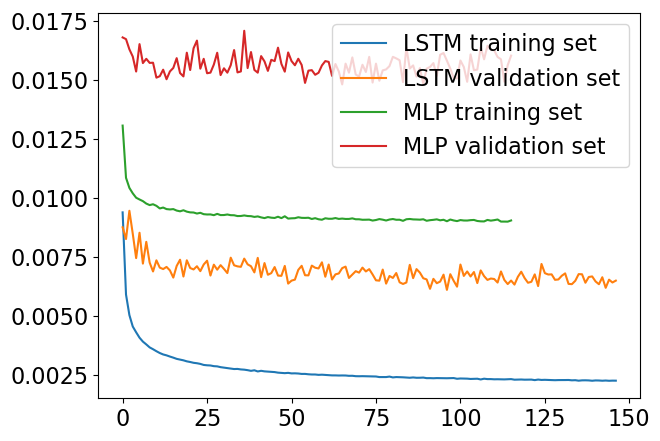 0.0175
0.0150
0.0125
0.0100
0.0075
0.0050
0.0025
0 25 50 75 100 125 150
LSTM training set
LSTM validation set
MLP training set
MLP validation set